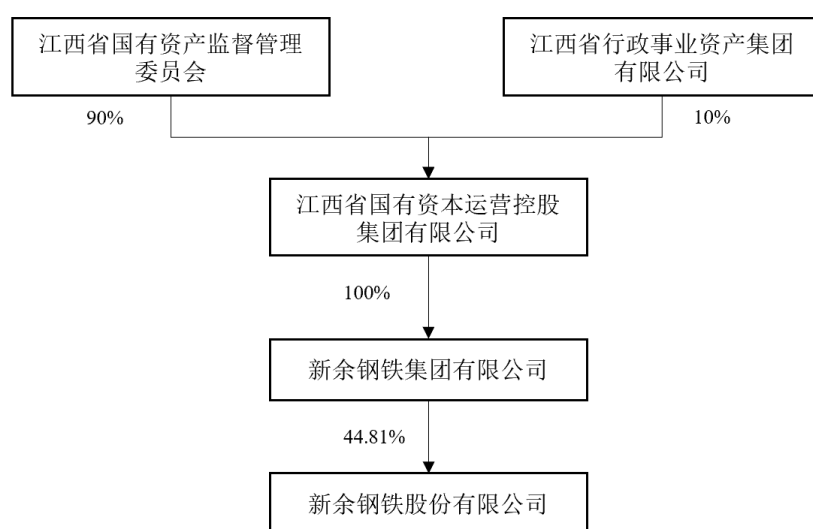 江西省国有资产监督管理
委员会
江西省行政事业资产集团
有限公司
90%
10%
江西省国有资本运营控股
集团有限公司
100%
新余钢铁集团有限公司
44.81%
新余钢铁股份有限公司